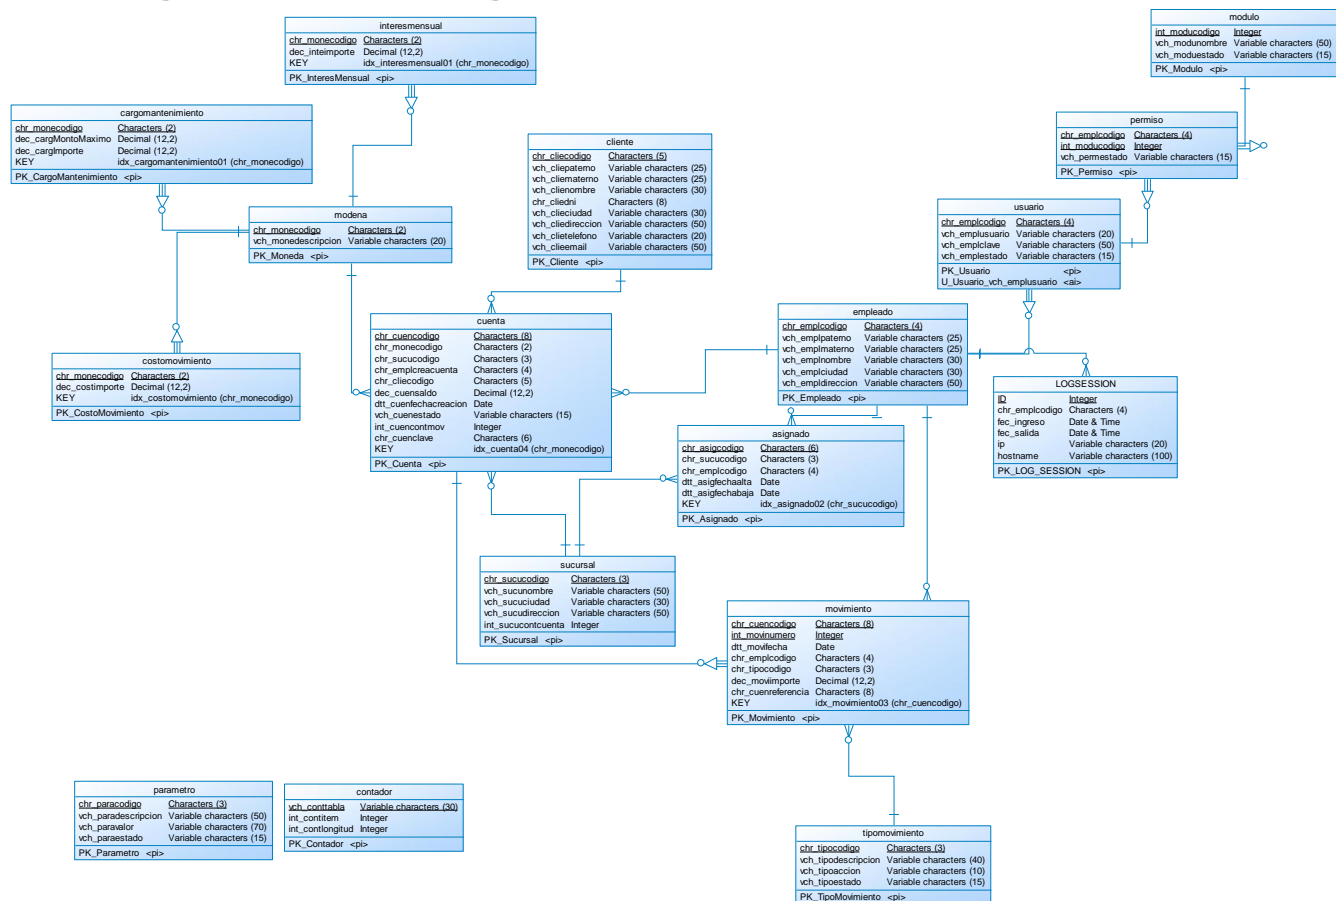 interesmensual
chr_monecodigo Characters (2)
dec_inteimporte Decimal (12,2)
KEY idx_interesmensual01 (chr_monecodigo)
PK_InteresMensual <pi>
modulo
int_moducodigo Integer
vch_modunombre Variable characters (50)
vch_moduestado Variable characters (15)
PK_Modulo <pi>
cargomantenimiento
chr_monecodigo Characters (2)
dec_cargMontoMaximo Decimal (12,2)
dec_cargImporte Decimal (12,2)
KEY idx_cargomantenimiento01 (chr_monecodigo)
PK_CargoMantenimiento <pi>
permiso
chr_emplcodigo Characters (4)
int_moducodigo Integer
vch_permestado Variable characters (15)
PK_Permiso <pi>
cliente
chr_cliecodigo Characters (5)
vch_cliepaterno Variable characters (25)
vch_cliematerno Variable characters (25)
vch_clienombre Variable characters (30)
chr_cliedni Characters (8)
vch_clieciudad Variable characters (30)
vch_cliedireccion Variable characters (50)
vch_clietelefono Variable characters (20)
vch_clieemail Variable characters (50)
PK_Cliente <pi>
modena
chr_monecodigo Characters (2)
vch_monedescripcion Variable characters (20)
PK_Moneda <pi>
usuario
chr_emplcodigo Characters (4)
vch_emplusuario Variable characters (20)
vch_emplclave Variable characters (50)
vch_emplestado Variable characters (15)
PK_Usuario <pi>
U_Usuario_vch_emplusuario <ai>
cuenta
chr_cuencodigo Characters (8)
chr_monecodigo Characters (2)
chr_sucucodigo Characters (3)
chr_emplcreacuenta Characters (4)
chr_cliecodigo Characters (5)
dec_cuensaldo Decimal (12,2)
dtt_cuenfechacreacion Date
vch_cuenestado Variable characters (15)
int_cuencontmov Integer
chr_cuenclave Characters (6)
KEY idx_cuenta04 (chr_monecodigo)
PK_Cuenta <pi>
empleado
chr_emplcodigo Characters (4)
vch_emplpaterno Variable characters (25)
vch_emplmaterno Variable characters (25)
vch_emplnombre Variable characters (30)
vch_emplciudad Variable characters (30)
vch_empldireccion Variable characters (50)
PK_Empleado <pi>
costomovimiento
chr_monecodigo Characters (2)
dec_costimporte Decimal (12,2)
KEY idx_costomovimiento (chr_monecodigo)
PK_CostoMovimiento <pi>
LOGSESSION
ID Integer
chr_emplcodigo Characters (4)
fec_ingreso Date & Time
fec_salida Date & Time
ip Variable characters (20)
hostname Variable characters (100)
PK_LOG_SESSION <pi>
asignado
chr_asigcodigo Characters (6)
chr_sucucodigo Characters (3)
chr_emplcodigo Characters (4)
dtt_asigfechaalta Date
dtt_asigfechabaja Date
KEY idx_asignado02 (chr_sucucodigo)
PK_Asignado <pi>
sucursal
chr_sucucodigo Characters (3)
vch_sucunombre Variable characters (50)
vch_sucuciudad Variable characters (30)
vch_sucudireccion Variable characters (50)
int_sucucontcuenta Integer
PK_Sucursal <pi>
movimiento
chr_cuencodigo Characters (8)
int_movinumero Integer
dtt_movifecha Date
chr_emplcodigo Characters (4)
chr_tipocodigo Characters (3)
dec_moviimporte Decimal (12,2)
chr_cuenreferencia Characters (8)
KEY idx_movimiento03 (chr_cuencodigo)
PK_Movimiento <pi>
parametro
chr_paracodigo Characters (3)
vch_paradescripcion Variable characters (50)
vch_paravalor Variable characters (70)
vch_paraestado Variable characters (15)
PK_Parametro <pi>
contador
vch_conttabla Variable characters (30)
int_contitem Integer
int_contlongitud Integer
PK_Contador <pi>
tipomovimiento
chr_tipocodigo Characters (3)
vch_tipodescripcion Variable characters (40)
vch_tipoaccion Variable characters (10)
vch_tipoestado Variable characters (15)
PK_TipoMovimiento <pi>